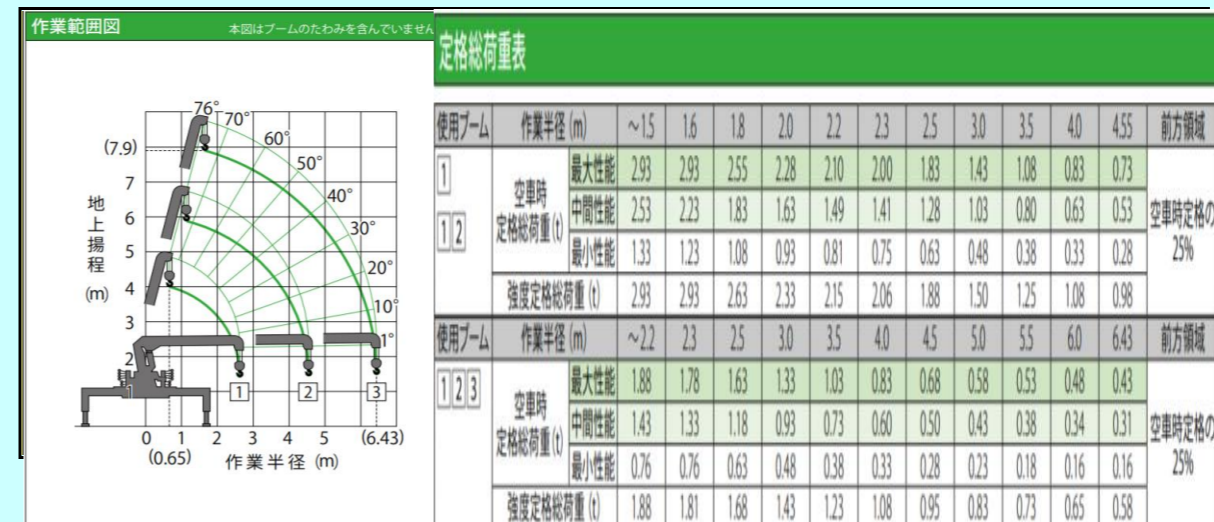 作業範囲図
本図はブームのたわみを含んでいません
76°
70°
60°
50°
40°
30°
20°
10°
1°
(7.9)
7
6
5
4
3
2
1
地上揚程
(m)
1
2
3
0 1 2 3 4 5 (6.43)
(0.65)
作業半径 (m)
定格総荷重表
使用ブーム 作業半径(m) ~1.5 1.6 1.8 2.0 2.2 2.3 2.5 3.0 3.5 4.0 4.55 前方領域
1
1 2
空車時
定格総荷重(t)
最大性能 2.93 2.93 2.55 2.28 2.10 2.00 1.83 1.43 1.08 0.83 0.73
中間性能 2.53 2.23 1.83 1.63 1.49 1.41 1.28 1.03 0.80 0.63 0.53
最小性能 1.33 1.23 1.08 0.93 0.81 0.75 0.63 0.48 0.38 0.33 0.28
空車時定格の
25%
強度定格総荷重(t) 2.93 2.93 2.63 2.33 2.15 2.06 1.88 1.50 1.25 1.08 0.98
使用ブーム 作業半径(m) ~2.2 2.3 2.5 3.0 3.5 4.0 4.5 5.0 5.5 6.0 6.43 前方領域
1 2 3
空車時
定格総荷重(t)
最大性能 1.88 1.78 1.63 1.33 1.03 0.83 0.68 0.58 0.53 0.48 0.43
中間性能 1.43 1.33 1.18 0.93 0.73 0.60 0.50 0.43 0.38 0.34 0.31
最小性能 0.76 0.76 0.63 0.48 0.38 0.33 0.28 0.23 0.18 0.16 0.16
空車時定格の
25%
強度定格総荷重(t) 1.88 1.81 1.68 1.43 1.23 1.08 0.95 0.83 0.73 0.65 0.58